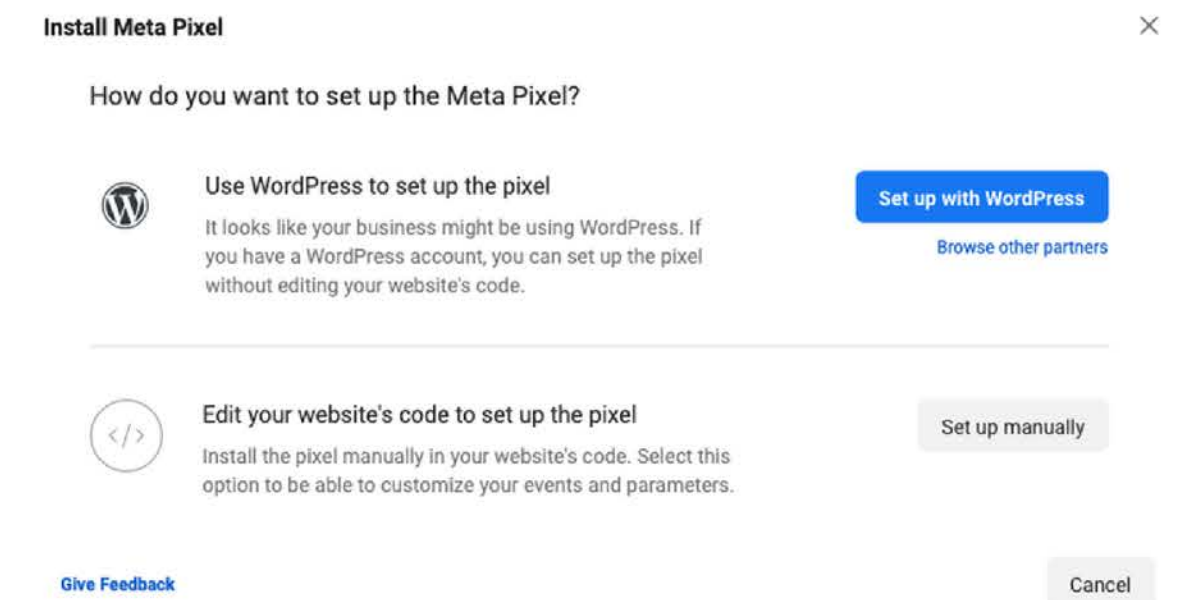 Install Meta Pixel
How do you want to set up the Meta Pixel?
Use WordPress to set up the pixel
It looks like your business might be using WordPress. If
you have a WordPress account, you can set up the pixel
without editing your website's code.
Set up with WordPress
Browse other partners
Edit your website's code to set up the pixel
Install the pixel manually in your website's code. Select this
option to be able to customize your events and parameters.
Set up manually
Give Feedback
Cancel